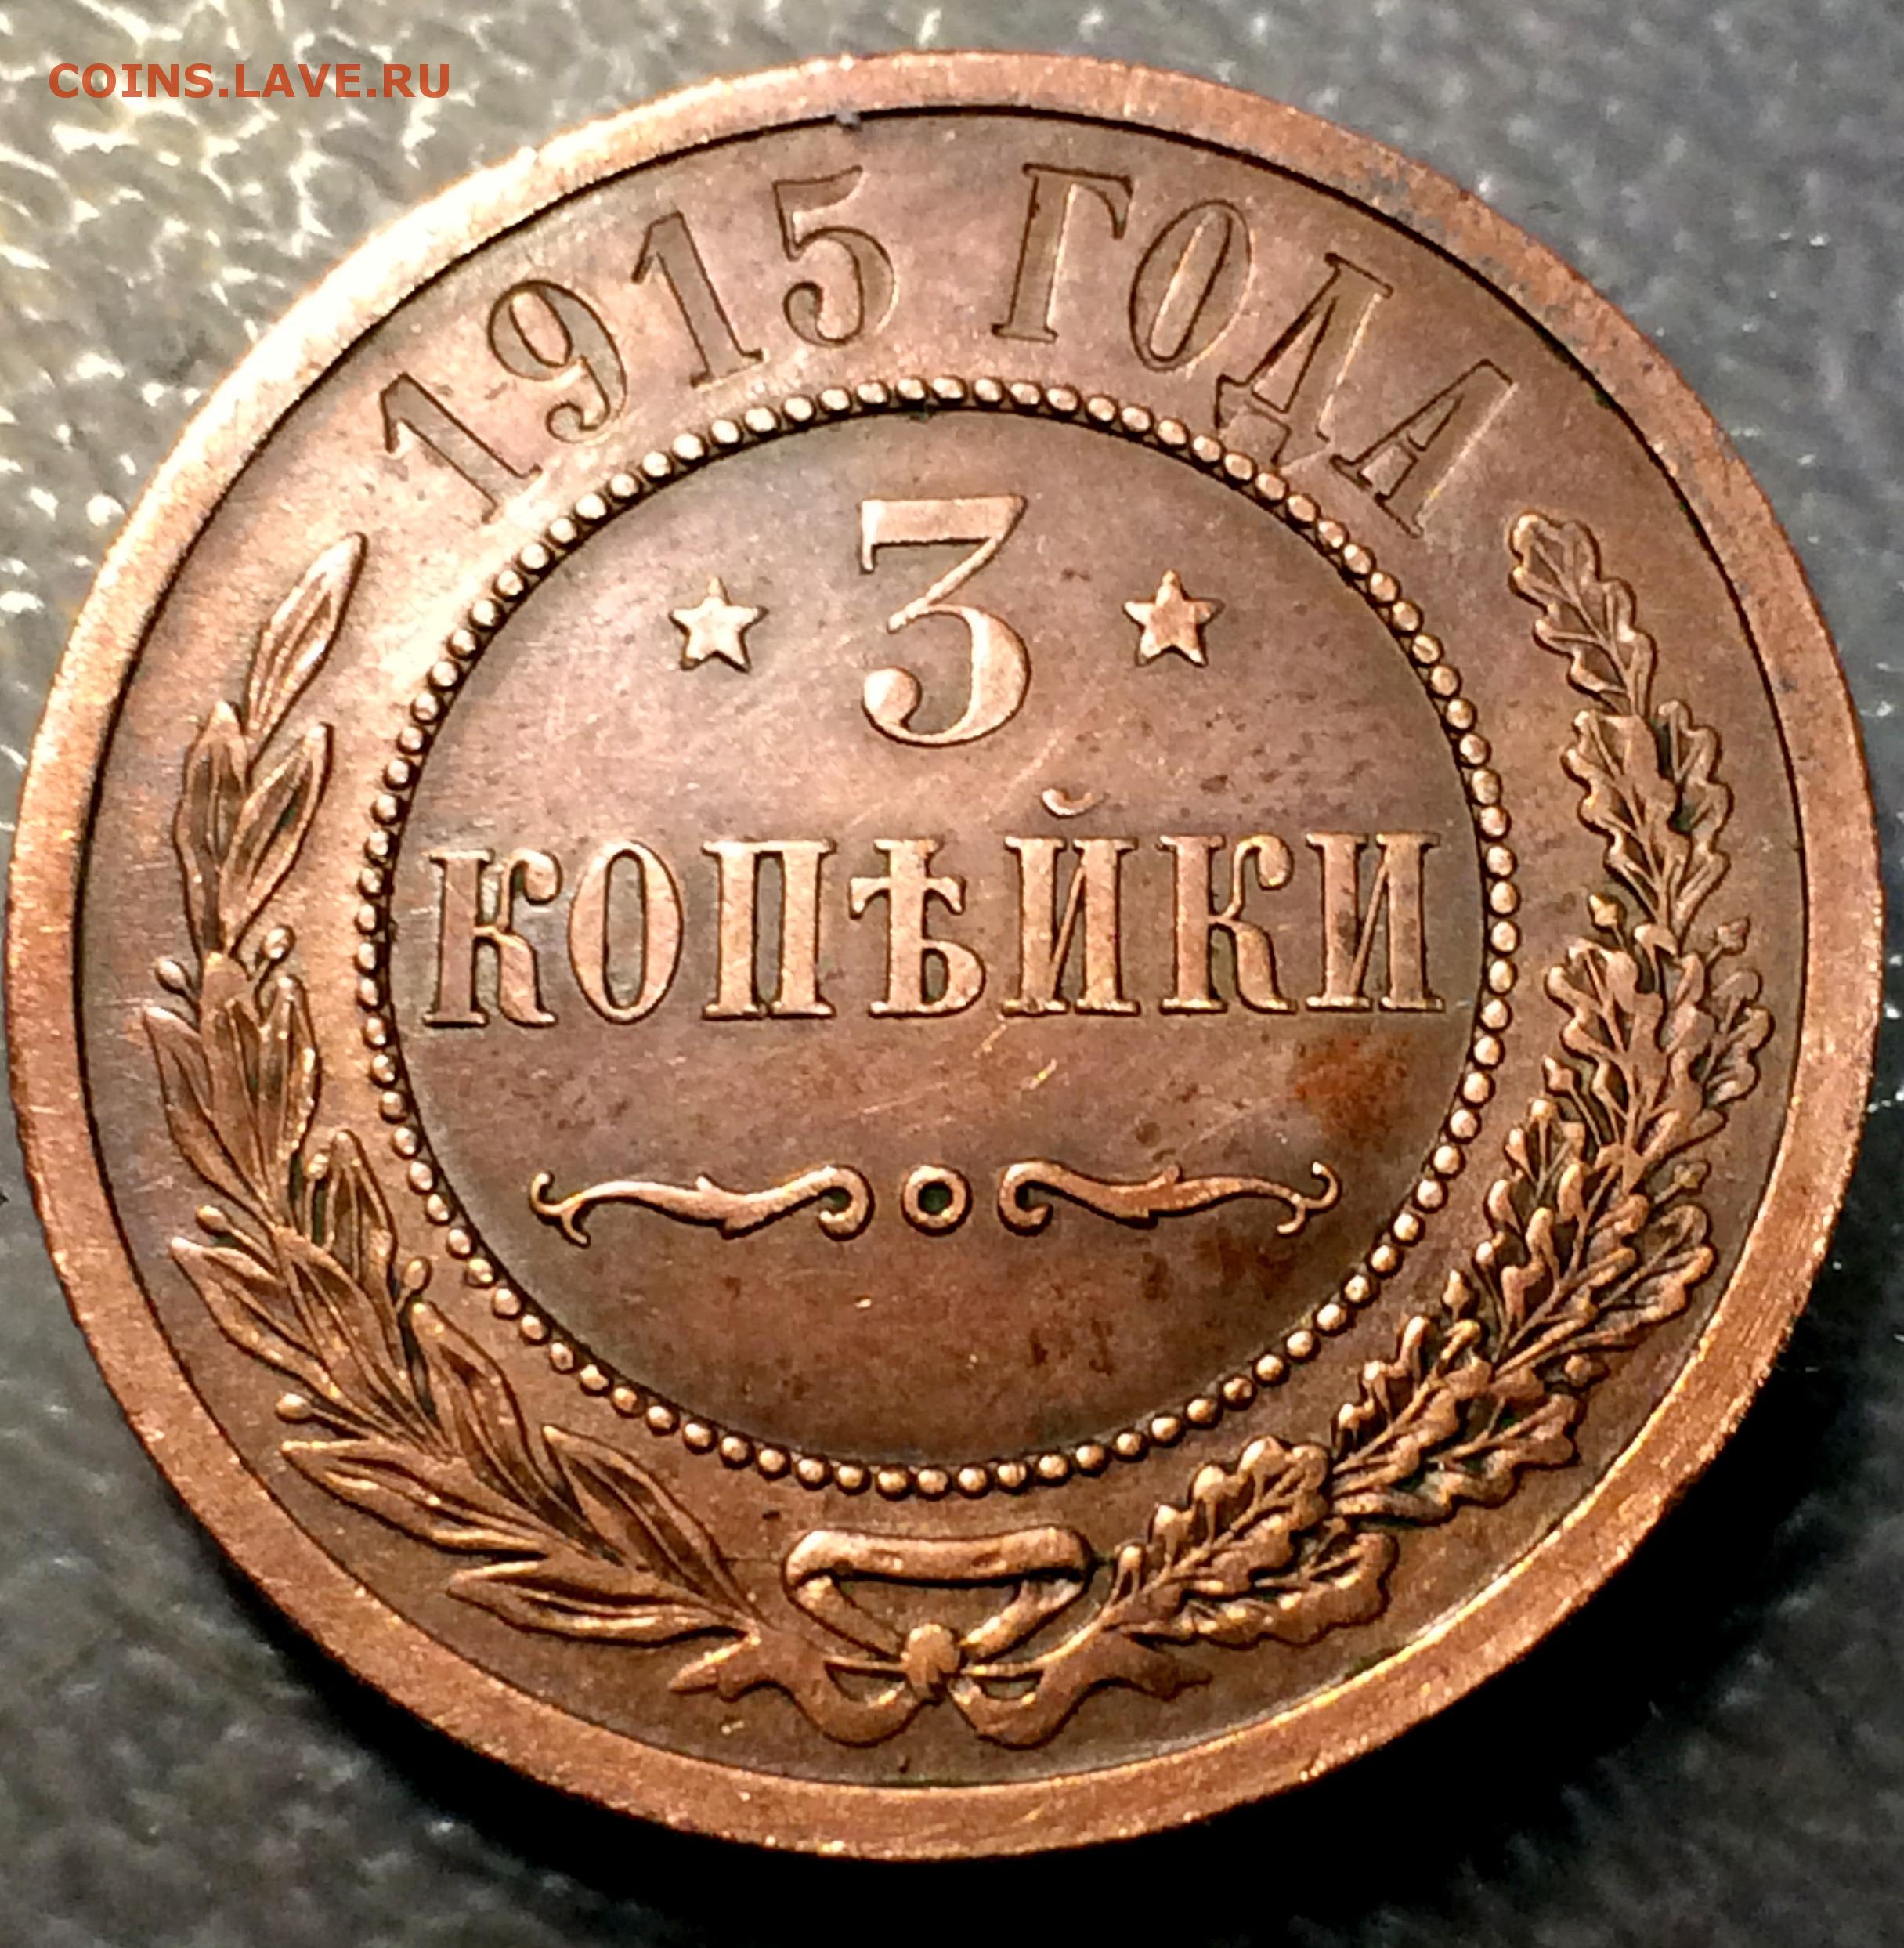 COINS.LAVE.RU
1915 ГОДА
3
КОПѢЙКИ